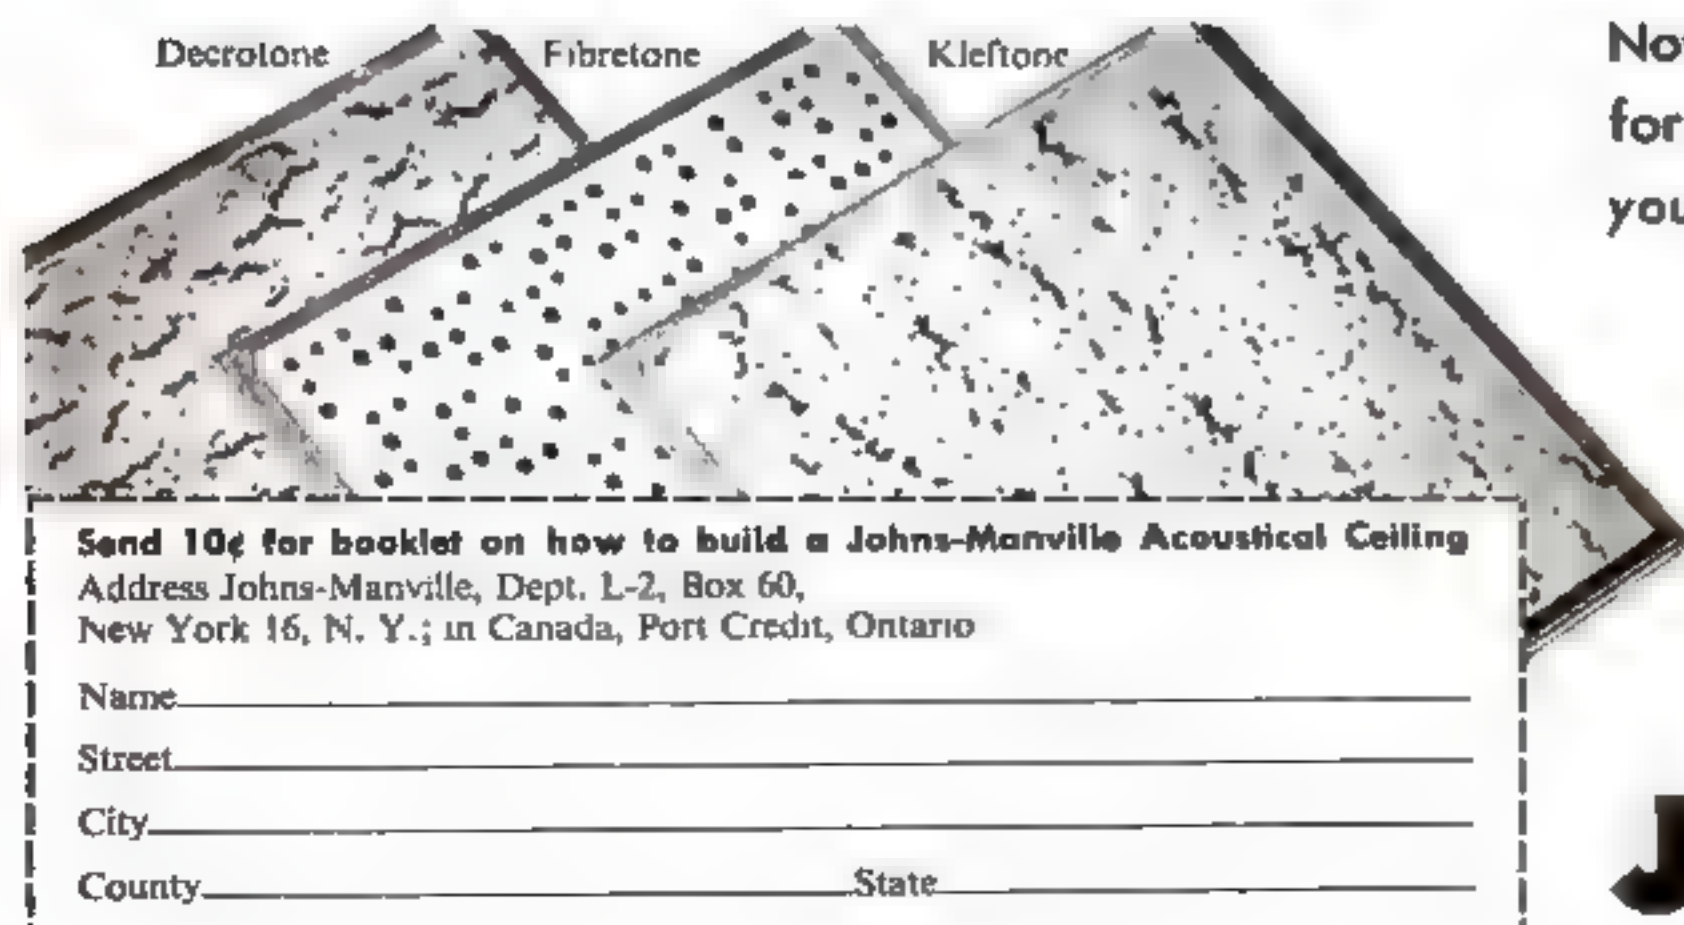 Decrotone Fibretone Kleftone
for
Send 10¢ for booklet on how to build a Johns-Manville Acoustical Ceiling
Address Johns-Manville, Dept. L-2, Box 60,
New York 16, N. Y.; in Canada, Port Credit, Ontario
Name
Street
City
County State